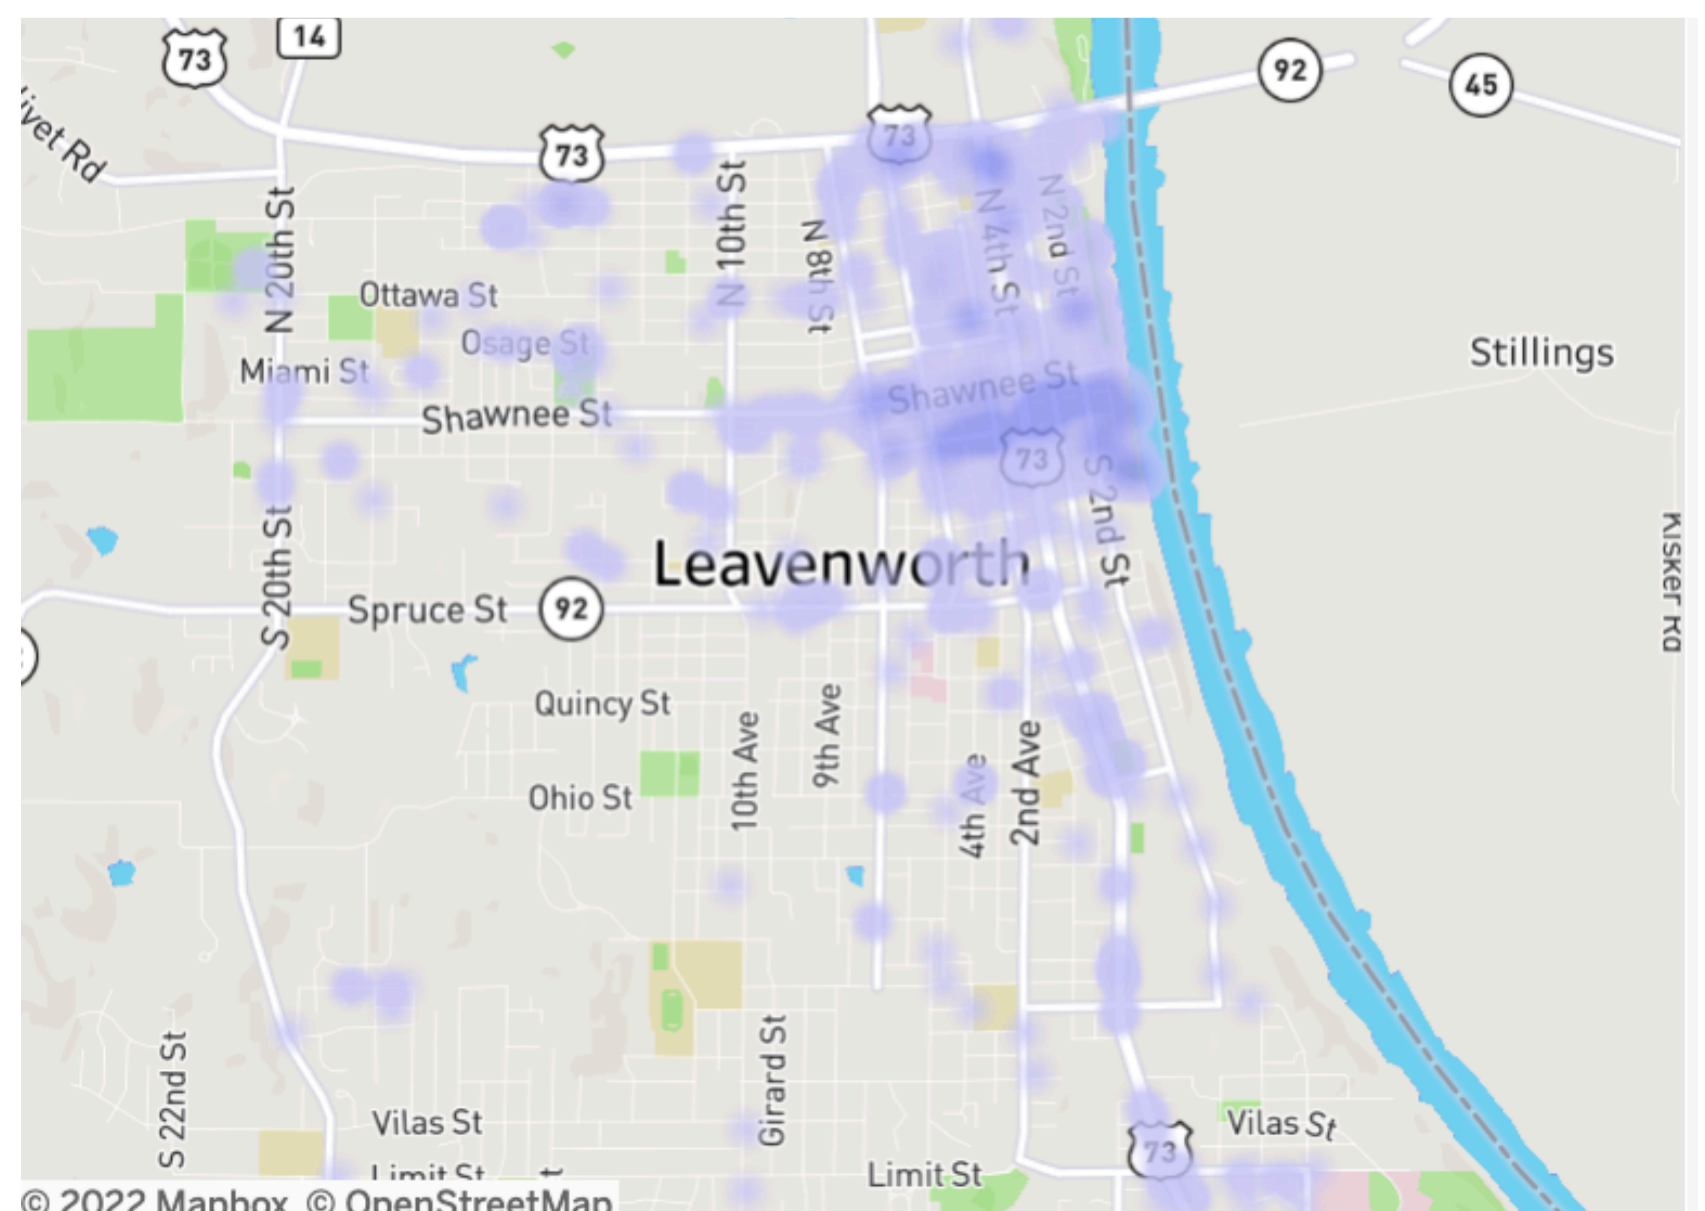 14
73
92
45
73
73
ivet Rd
N 20th St
N 10th St
N 8th St
N 4th St
N 2nd St
Ottawa St
Osage St
Miami St
Shawnee St
Shawnee St
Stillings
73
S 2nd St
S 20th St
Leavenworth
Kisker Rd
Spruce St
92
Quincy St
10th Ave
9th Ave
4th Ave
2nd Ave
Ohio St
S 22nd St
Girard St
Vilas St
Vilas St
73
Limit St
Limit St
© 2022 Mapbox © OpenStreetMap